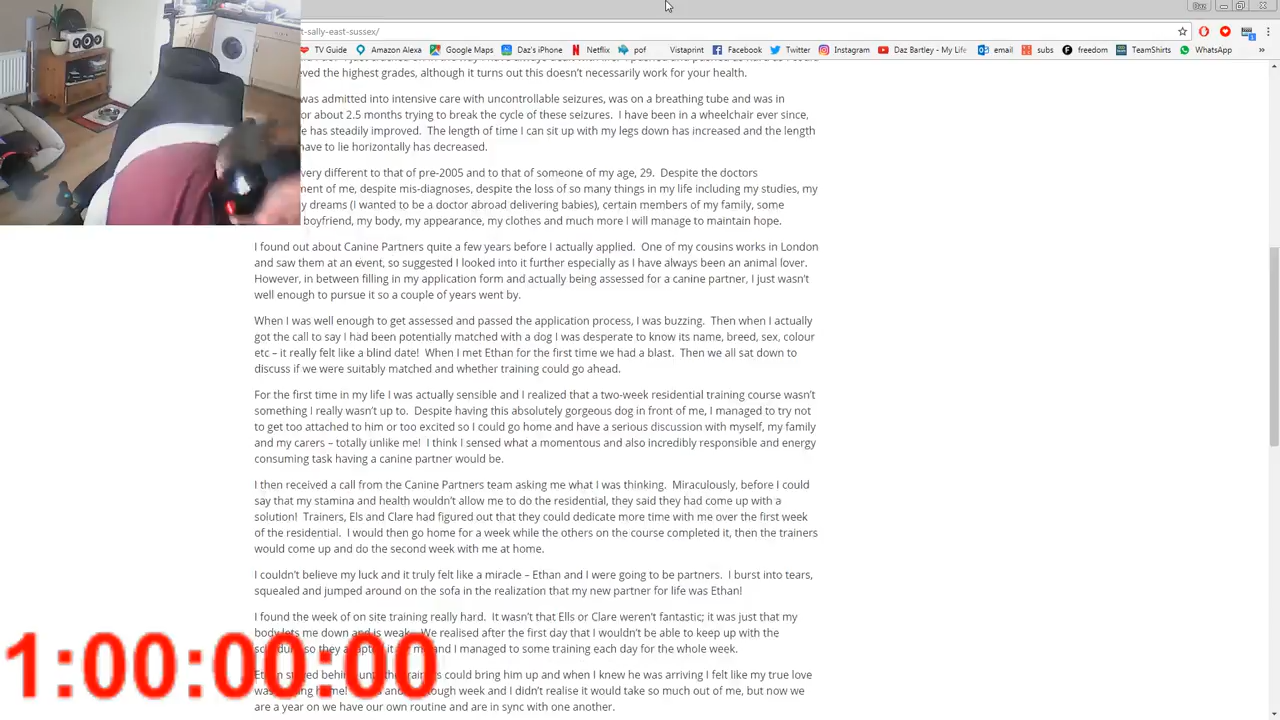 t-sally-east-sussex/
TV Guide Amazon Alexa Google Maps Daz's iPhone Netflix pof Vistaprint Facebook Twitter Instagram Daz Bartley - My Life email subs freedom TeamShirts WhatsApp »
eved the highest grades, although it turns out this doesn't necessarily work for your health.
was admitted into intensive care with uncontrollable seizures, was on a breathing tube and was in
or about 2.5 months trying to break the cycle of these seizures. I have been in a wheelchair ever since,
e has steadily improved. The length of time I can sit up with my legs down has increased and the length
have to lie horizontally has decreased.
very different to that of pre-2005 and to that of someone of my age, 29. Despite the doctors
ment of me, despite mis-diagnoses, despite the loss of so many things in my life including my studies, my
y dreams (I wanted to be a doctor abroad delivering babies), certain members of my family, some
boyfriend, my body, my appearance, my clothes and much more I will manage to maintain hope.
I found out about Canine Partners quite a few years before I actually applied. One of my cousins works in London
and saw them at an event, so suggested I looked into it further especially as I have always been an animal lover.
However, in between filling in my application form and actually being assessed for a canine partner, I just wasn't
well enough to pursue it so a couple of years went by.
When I was well enough to get assessed and passed the application process, I was buzzing. Then when I actually
got the call to say I had been potentially matched with a dog I was desperate to know its name, breed, sex, colour
etc – it really felt like a blind date! When I met Ethan for the first time we had a blast. Then we all sat down to
discuss if we were suitably matched and whether training could go ahead.
For the first time in my life I was actually sensible and I realized that a two-week residential training course wasn't
something I really wasn't up to. Despite having this absolutely gorgeous dog in front of me, I managed to try not
to get too attached to him or too excited so I could go home and have a serious discussion with myself, my family
and my carers – totally unlike me! I think I sensed what a momentous and also incredibly responsible and energy
consuming task having a canine partner would be.
I then received a call from the Canine Partners team asking me what I was thinking. Miraculously, before I could
say that my stamina and health wouldn't allow me to do the residential, they said they had come up with a
solution! Trainers, Els and Clare had figured out that they could dedicate more time with me over the first week
of the residential. I would then go home for a week while the others on the course completed it, then the trainers
would come up and do the second week with me at home.
I couldn't believe my luck and it truly felt like a miracle – Ethan and I were going to be partners. I burst into tears,
squealed and jumped around on the sofa in the realization that my new partner for life was Ethan!
I found the week of on site training really hard. It wasn't that Ells or Clare weren't fantastic; it was just that my
body lets me down and is weak. We realised after the first day that I wouldn't be able to keep up with the
so they it me and I managed to some training each day for the whole week.
1:00:00:00
could bring him up and when I knew he was arriving I felt like my true love
was home! and tough week and I didn't realise it would take so much out of me, but now we
are a year on we have our own routine and are in sync with one another.